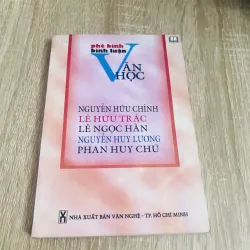 phê bình
bình luận
VĂN
HỌC
NGUYỄN HỮU CHỈNH
LÊ HỮU TRÁC
LÊ NGỌC HÂN
NGUYỄN HUY LƯỢNG
PHAN HUY CHÚ
NHÀ XUẤT BẢN VĂN NGHỆ - TP. HỒ CHÍ MINH